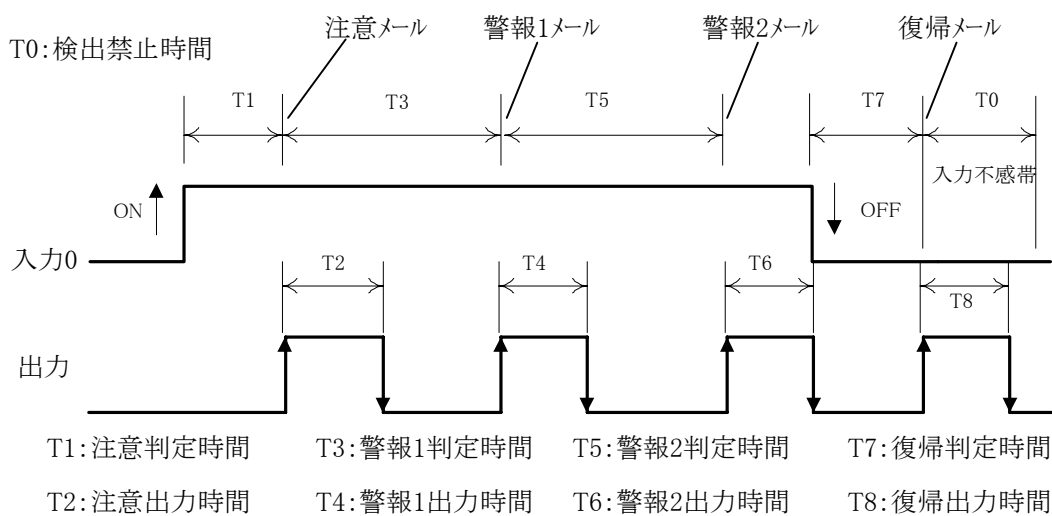 注意メール 警報1メール 警報2メール 復帰メール
T0:検出禁止時間
T1 T3 T5 T7 T0
入力不感帯
ON OFF
入力0
T2 T4 T6 T8
出力
T1:注意判定時間 T3:警報1判定時間 T5:警報2判定時間 T7:復帰判定時間
T2:注意出力時間 T4:警報1出力時間 T6:警報2出力時間 T8:復帰出力時間